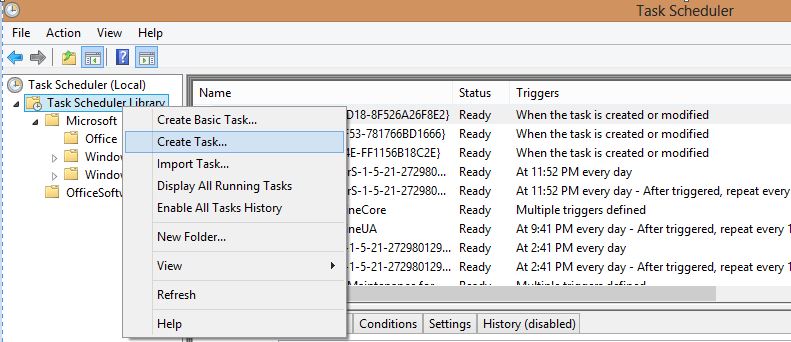 Task Scheduler
File Action View Help
Task Scheduler (Local)
Task Scheduler Library
Microsoft
Office
Create Basic Task...
Create Task...
Import Task...
Display All Running Tasks
Enable All Tasks History
New Folder...
View
Refresh
Help
Name Status Triggers
D18-8F526A26F8E2} Ready When the task is created or modified
53-781766BD1666} Ready When the task is created or modified
4E-FF1156B18C2E} Ready When the task is created or modified
rS-1-5-21-272980... Ready At 11:52 PM every day
rS-1-5-21-272980... Ready At 11:52 PM every day - After triggered, repeat every
neCore Ready Multiple triggers defined
neUA Ready At 9:41 PM every day - After triggered, repeat every 1
1-5-21-272980129... Ready At 2:41 PM every day
1-5-21-272980129... Ready At 2:41 PM every day - After triggered, repeat every 1
Conditions Settings History (disabled)